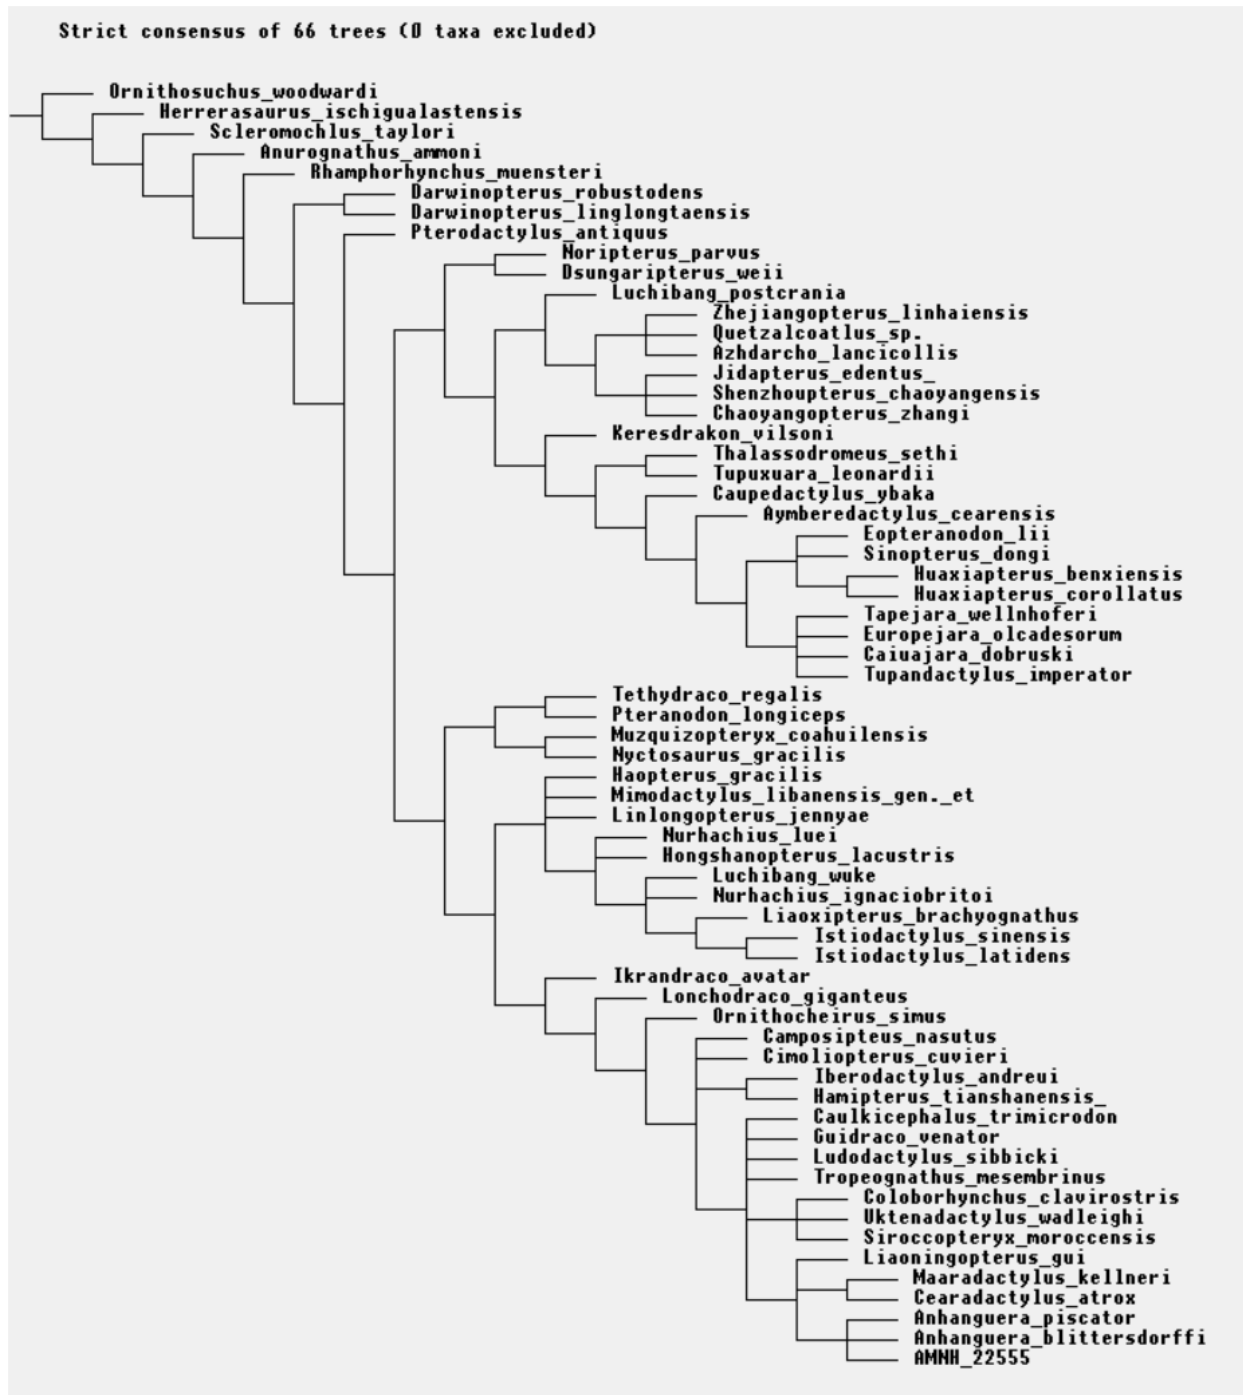 Strict consensus of 66 trees (0 taxa excluded)
Ornithosuchus_woodwardi
Herrerasaurus_ischigualastensis
Scleromochlus_taylori
Anurognathus_ammoni
Rhamphorhynchus_muensteri
Darwinopterus_robustodens
Darwinopterus_linglongtaensis
Pterodactylus_antiquus
Noripterus_parvus
Dsungaripterus_weii
Luchibang_postcrania
Zhejiangopterus_linhaiensis
Quetzalcoatlus_sp.
Azhdarcho_lancicollis
Jidapterus_edentus_
Shenzhoupterus_chaoyangensis
Chaoyangopterus_zhangi
Keresdrakon_vilsoni
Thalassodromeus_sethi
Tupuxuara_leonardii
Caupedactylus_ybaka
Aymberedactylus_cearensis
Eopteranodon_lii
Sinopterus_dongi
Huaxiapterus_benxiensis
Huaxiapterus_corollatus
Tapejara_wellnhoferi
Europejara_olcadesorum
Caiuajara_dobruski
Tupandactylus_imperator
Tethydraco_regalis
Pteranodon_longiceps
Muzquizopteryx_coahuilensis
Nyctosaurus_gracilis
Haopterus_gracilis
Mimodactylus_libanensis_gen._et
Linlongopterus_jennyae
Nurhachius_luei
Hongshanopterus_lacustris
Luchibang_wuke
Nurhachius_ignaciobritoi
Liaoxipterus_brachyognathus
Istiodactylus_sinensis
Istiodactylus_latidens
Ikrandraco_avatar
Lonchodraco_giganteus
Ornithocheirus_simus
Camposipteus_nasutus
Cimoliopterus_cuvieri
Iberodactylus_andreui
Hamipterus_tianshanensis_
Caulkicephalus_trimicrodon
Guidraco_venator
Ludodactylus_sibbicki
Tropeognathus_mesembrinus
Coloborhynchus_clavirostris
Uktenadactylus_wadleighi
Siroccopteryx_moroccensis
Liaoningopterus_gui
Maaradactylus_kellneri
Cearadactylus_atrox
Anhanguera_piscator
Anhanguera_blittersdorffi
AMNH_22555